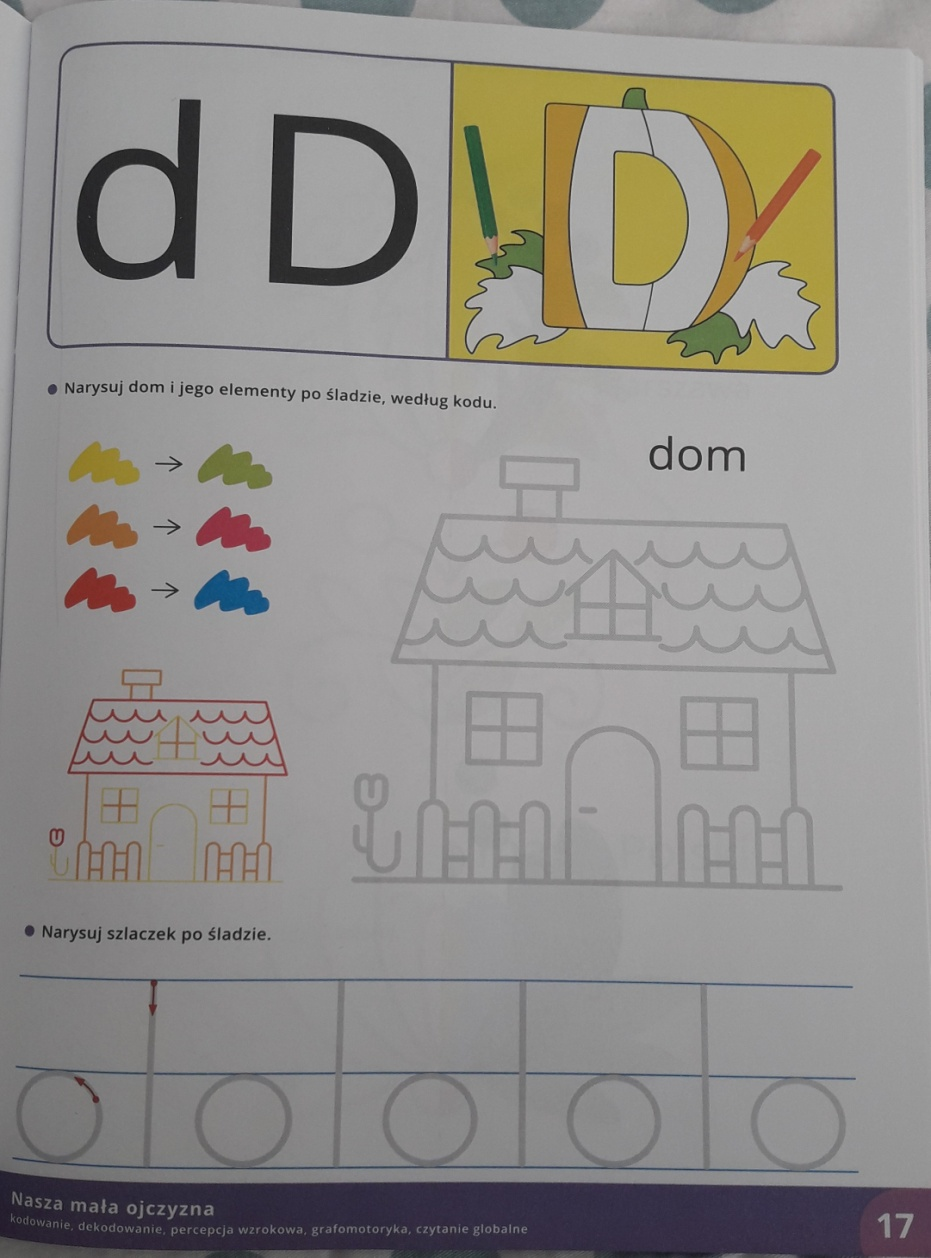 d D
D
Narysuj dom i jego elementy po śladzie, według kodu.
dom
Narysuj szlaczek po śladzie.
Nasza mała ojczyzna
kodowanie, dekodowanie, percepcja wzrokowa, grafomotoryka, czytanie globalne
17